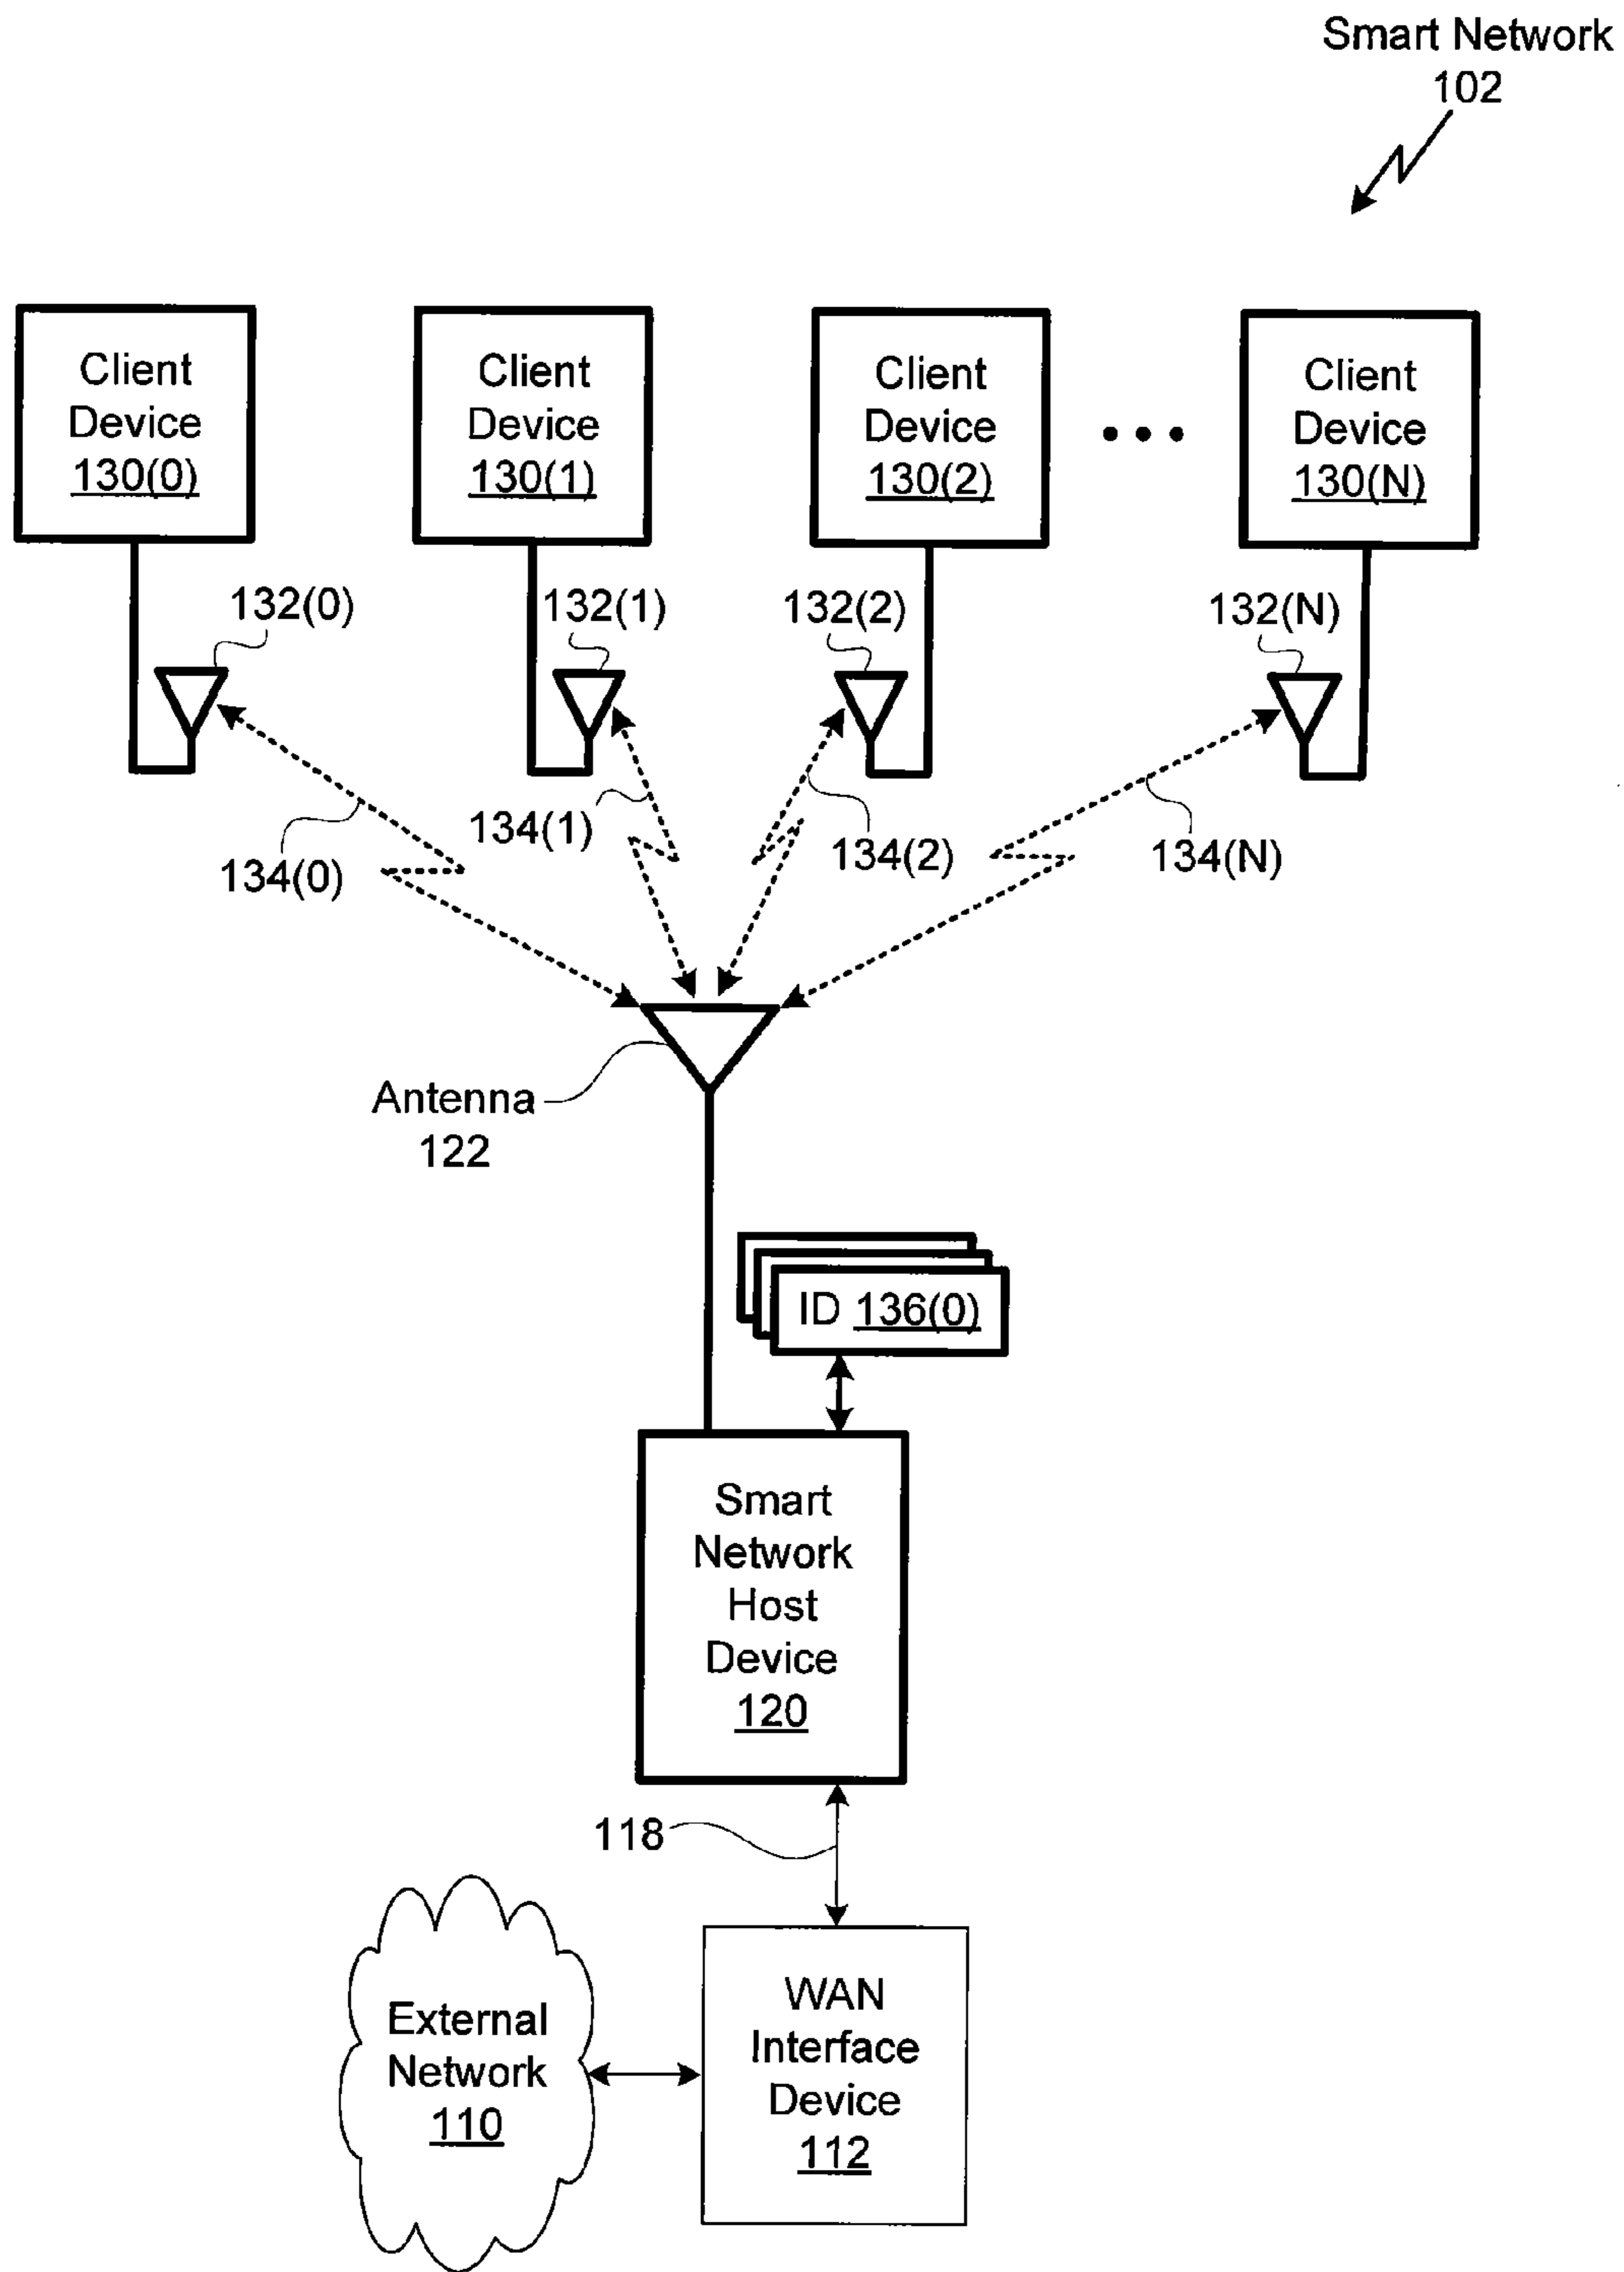 Smart Network
102
Client
Device
130(0)
Client
Device
130(1)
Client
Device
130(2)
Client
Device
130(N)
132(0)
132(1)
132(2)
132(N)
134(0)
134(1)
134(2)
134(N)
Antenna
122
ID 136(0)
Smart
Network
Host
Device
120
118
External
Network
110
WAN
Interface
Device
112